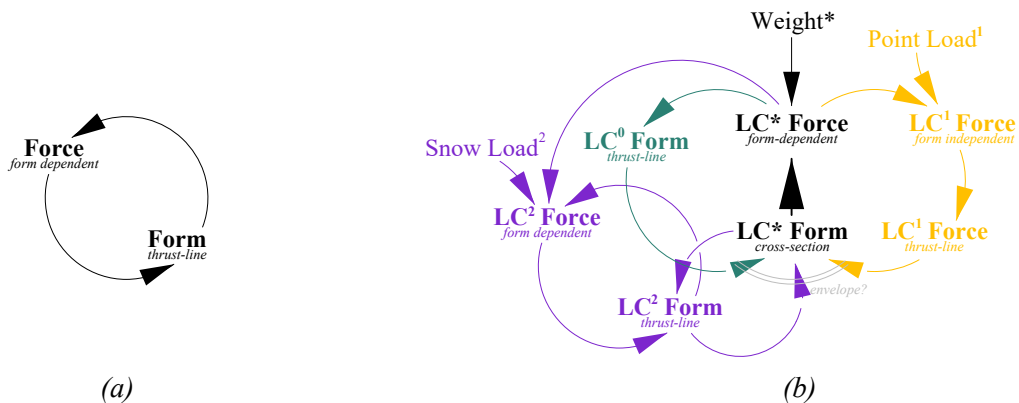 Force
form dependent
Form
thrust-line
(a)
Weight*
Point Load¹
LC* Force
form-dependent
LC¹ Force
form independent
LC⁰ Form
thrust-line
Snow Load²
LC² Force
form dependent
LC* Form
cross-section
LC¹ Force
thrust-line
envelope?
LC² Form
thrust-line
(b)